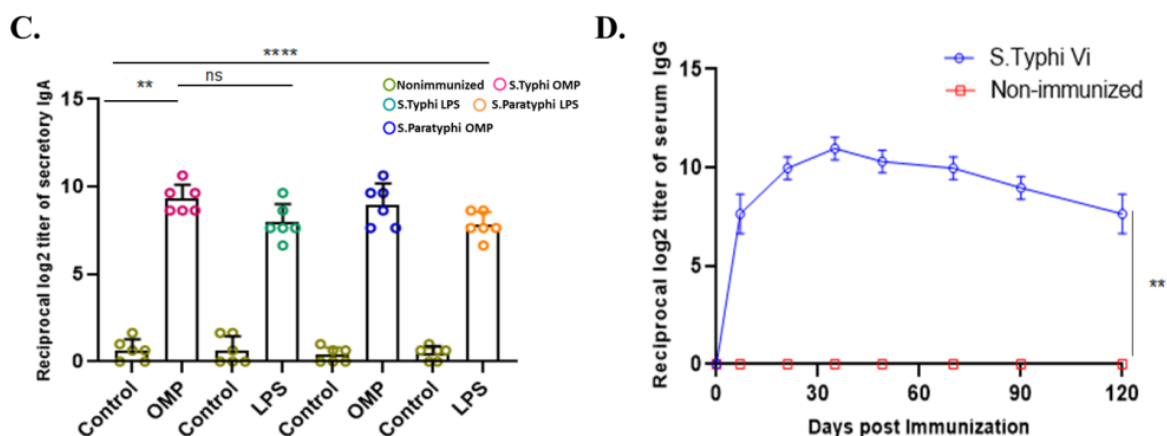 C.
****
**
ns
Nonimmunized S.Typhi OMP
S.Typhi LPS S.Paratyphi LPS
S.Paratyphi OMP
Reciprocal log2 titer of secretory IgA
15
10
5
0
Control
OMP
Control
LPS
Control
OMP
Control
LPS
D.
S.Typhi Vi
Non-immunized
Reciprocal log2 titer of serum IgG
15
10
5
0
**
0 30 60 90 120
Days post Immunization